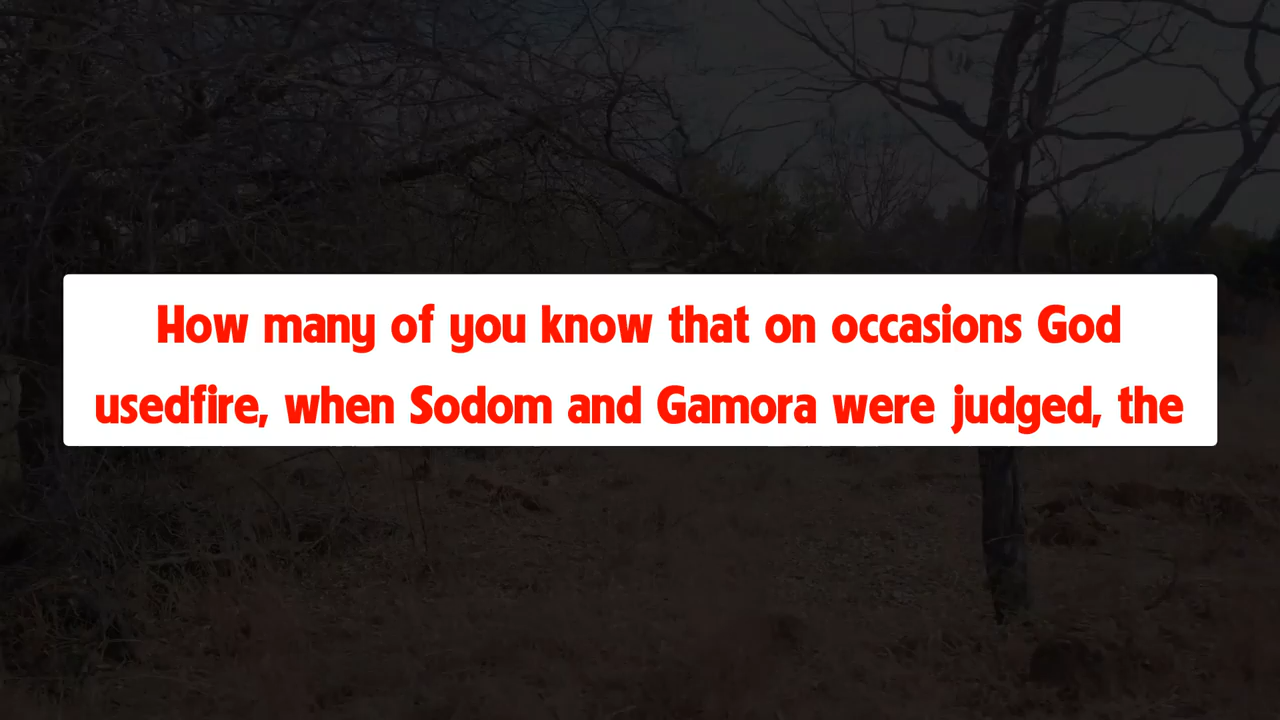 How many of you know that on occasions God
usedfire, when Sodom and Gamora were judged, the